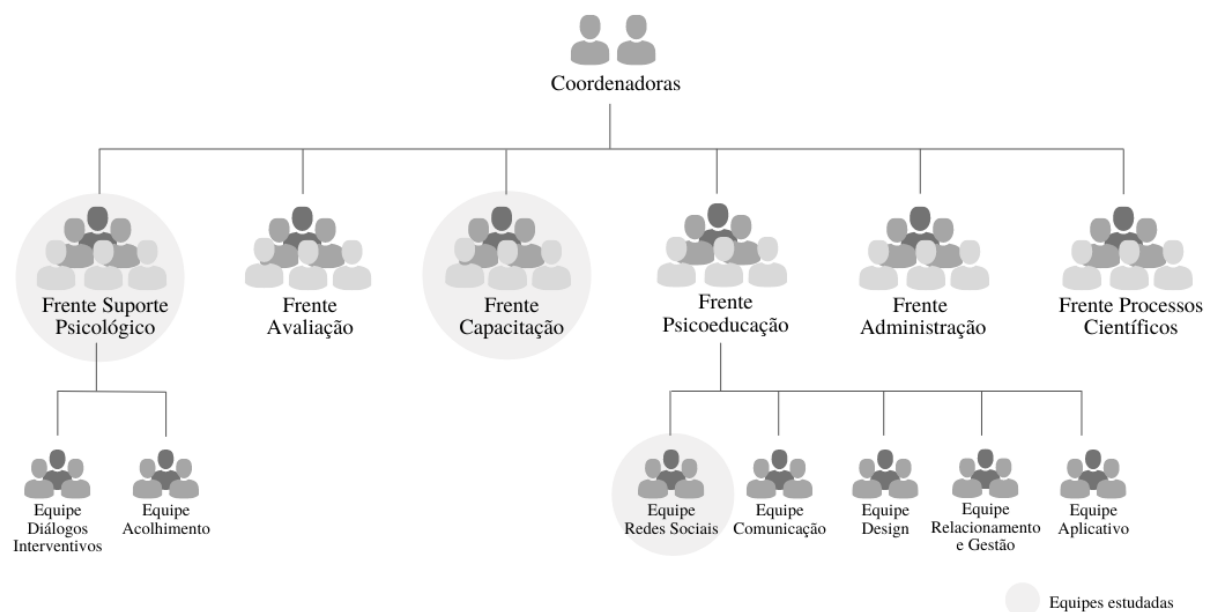 Coordenadoras
Frente Suporte
Psicológico
Frente
Avaliação
Frente
Capacitação
Frente
Psicoeducação
Frente
Administração
Frente Processos
Científicos
Equipe
Diálogos
Interventivos
Equipe
Acolhimento
Equipe
Redes Sociais
Equipe
Comunicação
Equipe
Design
Equipe
Relacionamento
e Gestão
Equipe
Aplicativo
Equipes estudadas